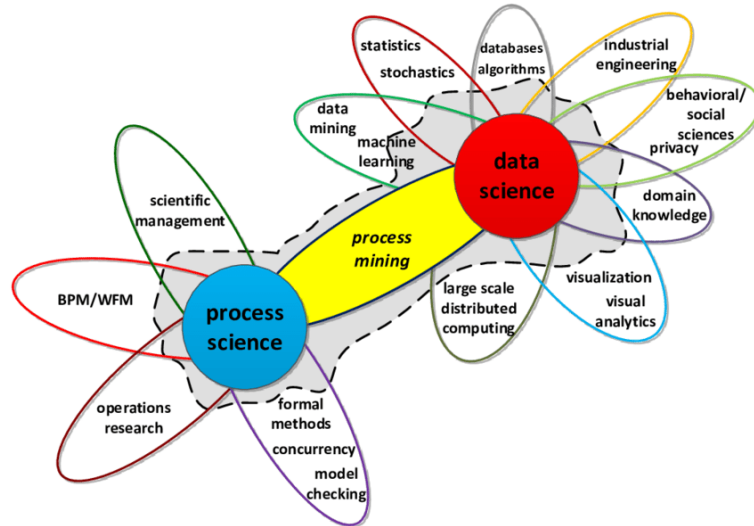 statistics
stochastics
databases
algorithms
industrial
engineering
behavioral/
social
sciences
privacy
data
mining
machine
learning
data
science
domain
knowledge
scientific
management
process
mining
visualization
visual
analytics
large scale
distributed
computing
BPM/WFM
process
science
operations
research
formal
methods
concurrency
model
checking